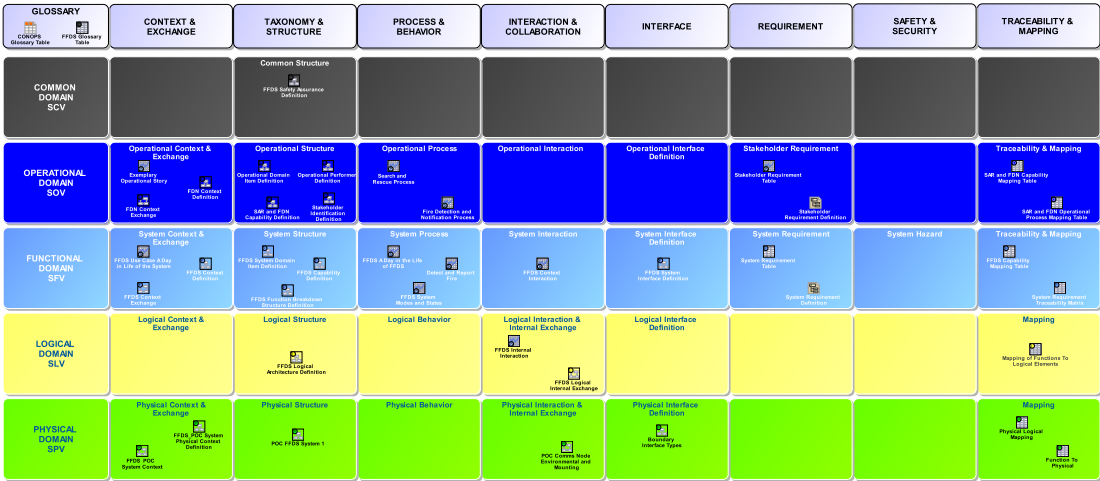 GLOSSARY
CONOPS
Glossary Table
FFDS Glossary
Table
CONTEXT &
EXCHANGE
TAXONOMY &
STRUCTURE
PROCESS &
BEHAVIOR
INTERACTION &
COLLABORATION
INTERFACE
REQUIREMENT
SAFETY &
SECURITY
TRACEABILITY &
MAPPING
COMMON
DOMAIN
SCV
Common Structure
FFDS Safety Assurance
Definition
OPERATIONAL
DOMAIN
SOV
Operational Context &
Exchange
Exemplary
Operational Story
FDN Context
Definition
FDN Context
Exchange
Operational Structure
Operational Domain
Item Definition
Operational Performer
Definition
SAR and FDN
Capability Definition
Stakeholder
Identification
Definition
Operational Process
Search and
Rescue Process
Fire Detection and
Notification Process
Operational Interaction
Operational Interface
Definition
Stakeholder Requirement
Stakeholder Requirement
Table
Stakeholder
Requirement Definition
Traceability & Mapping
SAR and FDN Capability
Mapping Table
SAR and FDN Operational
Process Mapping Table
FUNCTIONAL
DOMAIN
SFV
System Context &
Exchange
FFDS Use Case A Day
in Life of the System
FFDS Context
Definition
FFDS Context
Exchange
System Structure
FFDS System Domain
Item Definition
FFDS Capability
Definition
FFDS Function Breakdown
Structure Definition
System Process
FFDS A Day in the Life
of FFDS
Detect and Report
Fire
FFDS System
Modes and States
System Interaction
FFDS Context
Interaction
System Interface
Definition
FFDS System
Interface Definition
System Requirement
System Requirement
Table
System Requirement
Definition
System Hazard
Traceability & Mapping
FFDS Capability
Mapping Table
System Requirement
Traceability Matrix
LOGICAL
DOMAIN
SLV
Logical Context &
Exchange
Logical Structure
FFDS Logical
Architecture Definition
Logical Behavior
Logical Interaction &
Internal Exchange
FFDS Internal
Interaction
FFDS Logical
Internal Exchange
Logical Interface
Definition
Mapping
Mapping of Functions To
Logical Elements
PHYSICAL
DOMAIN
SPV
Physical Context &
Exchange
FFDS_POC System
Physical Context
Definition
FFDS_POC
System Context
Physical Structure
POC FFDS System 1
Physical Behavior
Physical Interaction &
Internal Exchange
POC Comms Node
Environmental and
Mounting
Physical Interface
Definition
Boundary
Interface Types
Mapping
Physical Logical
Mapping
Function To
Physical